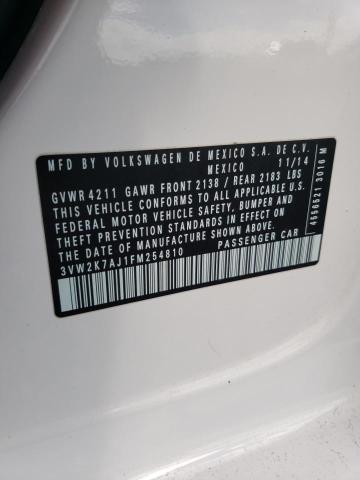 MFD BY VOLKSWAGEN DE MEXICO S.A. DE C.V.
MEXICO 11/14
GVWR 4211 GAWR FRONT 2138 / REAR 2183 LBS
THIS VEHICLE CONFORMS TO ALL APPLICABLE U.S.
FEDERAL MOTOR VEHICLE SAFETY, BUMPER AND
THEFT PREVENTION STANDARDS IN EFFECT ON THE
DATE OF MANUFACTURE SHOWN ABOVE.
3VW2K7AJ1FM254810 PASSENGER CAR
4556521 3016 M